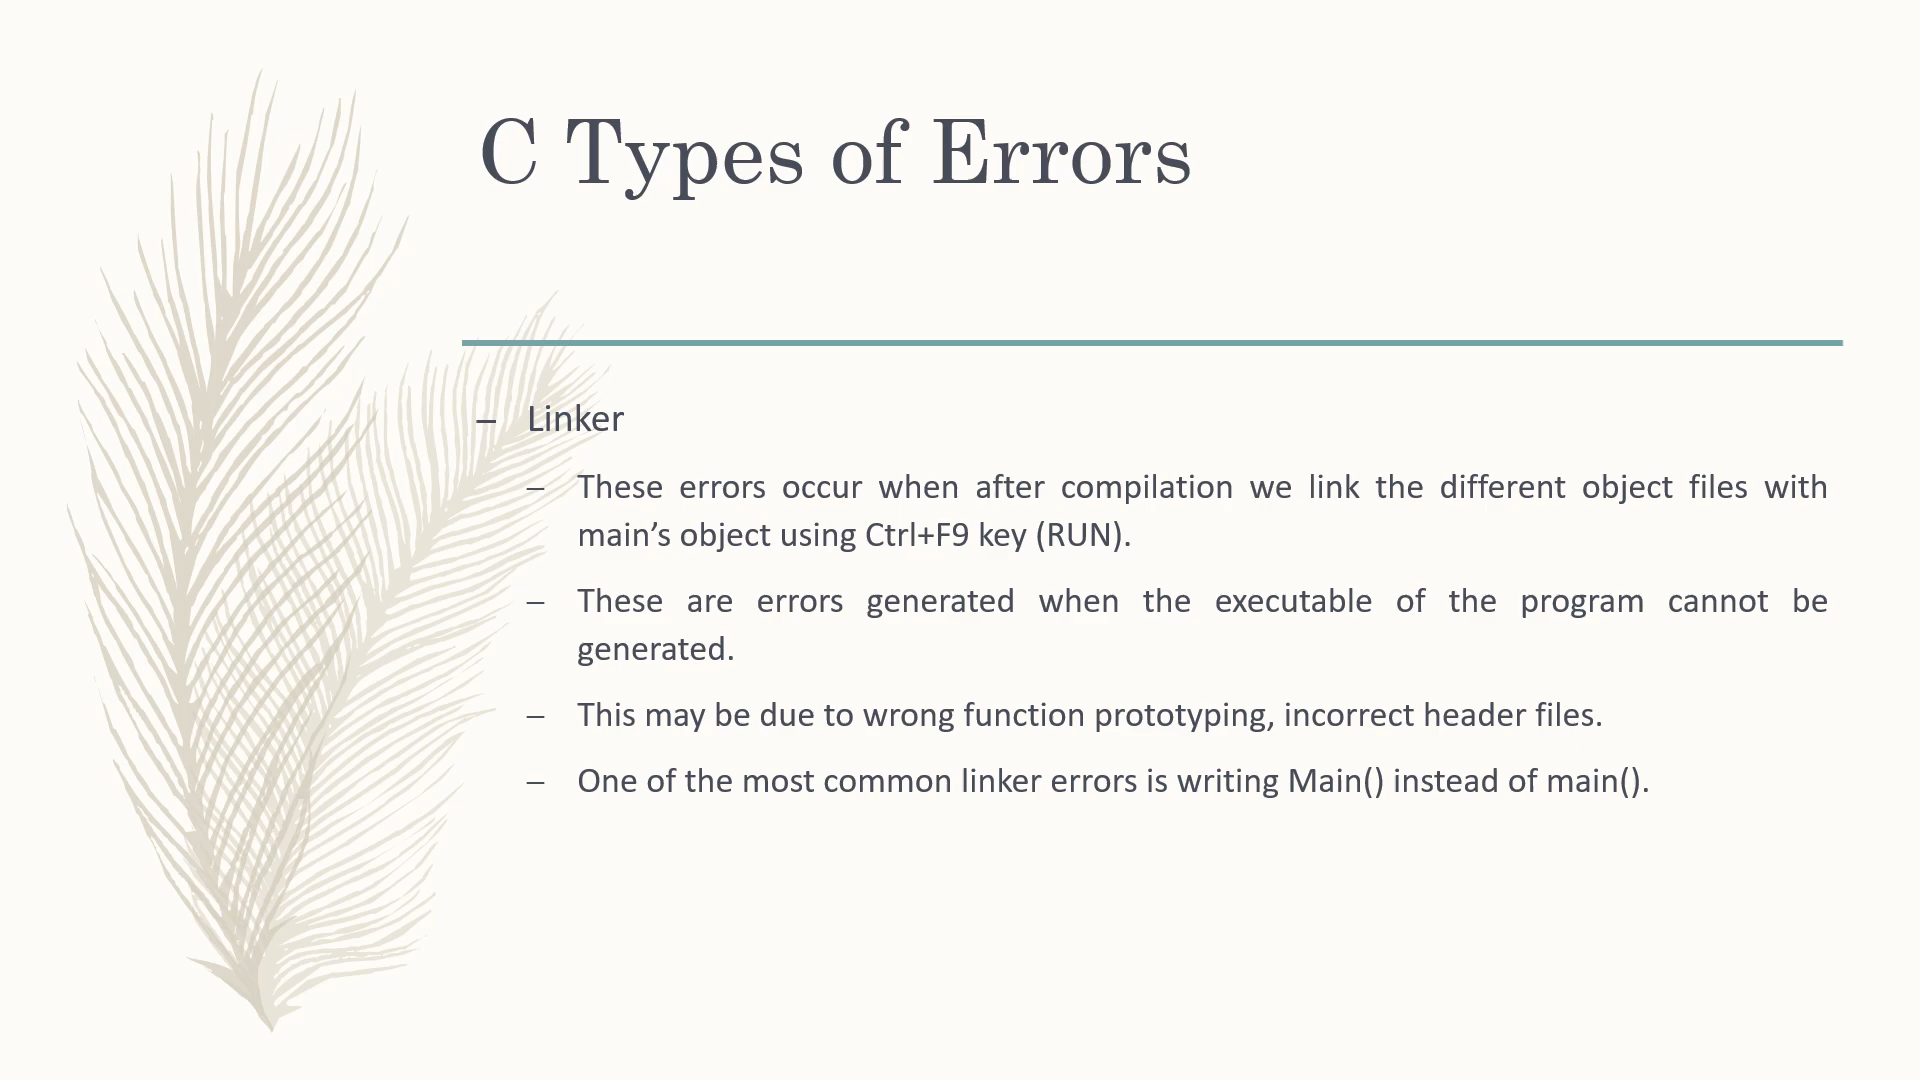 C Types of Errors
– Linker
– These errors occur when after compilation we link the different object files with
main’s object using Ctrl+F9 key (RUN).
– These are errors generated when the executable of the program cannot be
generated.
– This may be due to wrong function prototyping, incorrect header files.
– One of the most common linker errors is writing Main() instead of main().